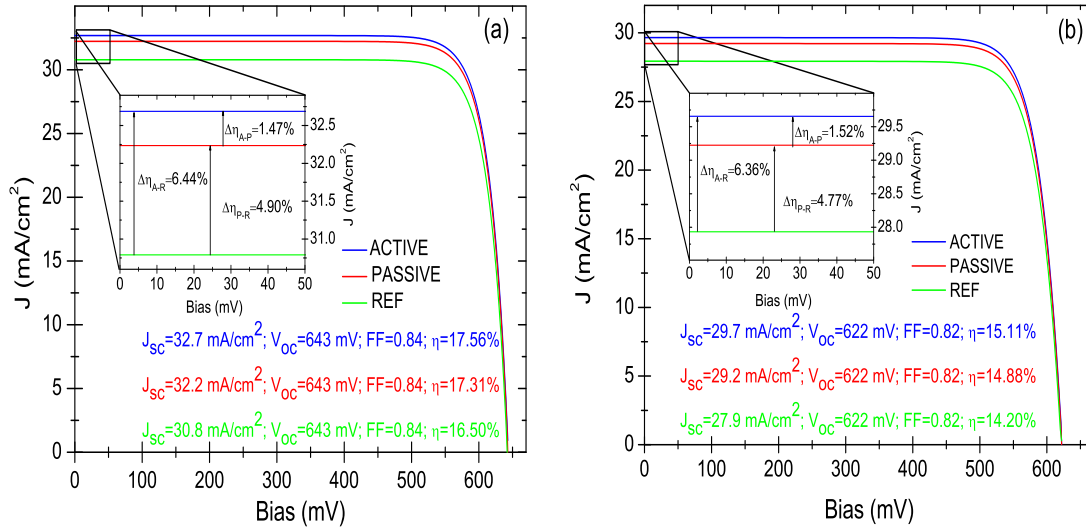 (a)
J (mA/cm²)
35
30
25
20
15
10
5
0
0 100 200 300 400 500 600
Bias (mV)
Δη_A-P=1.47%
Δη_A-R=6.44%
Δη_P-R=4.90%
32.5
32.0
31.5
31.0
30.5
J (mA/cm²)
0 10 20 30 40 50
Bias (mV)
ACTIVE
PASSIVE
REF
J_SC=32.7 mA/cm²; V_OC=643 mV; FF=0.84; η=17.56%
J_SC=32.2 mA/cm²; V_OC=643 mV; FF=0.84; η=17.31%
J_SC=30.8 mA/cm²; V_OC=643 mV; FF=0.84; η=16.50%
(b)
J (mA/cm²)
30
25
20
15
10
5
0
0 100 200 300 400 500 600
Bias (mV)
Δη_A-P=1.52%
Δη_A-R=6.36%
Δη_P-R=4.77%
29.5
29.0
28.5
28.0
J (mA/cm²)
0 10 20 30 40 50
Bias (mV)
ACTIVE
PASSIVE
REF
J_SC=29.7 mA/cm²; V_OC=622 mV; FF=0.82; η=15.11%
J_SC=29.2 mA/cm²; V_OC=622 mV; FF=0.82; η=14.88%
J_SC=27.9 mA/cm²; V_OC=622 mV; FF=0.82; η=14.20%